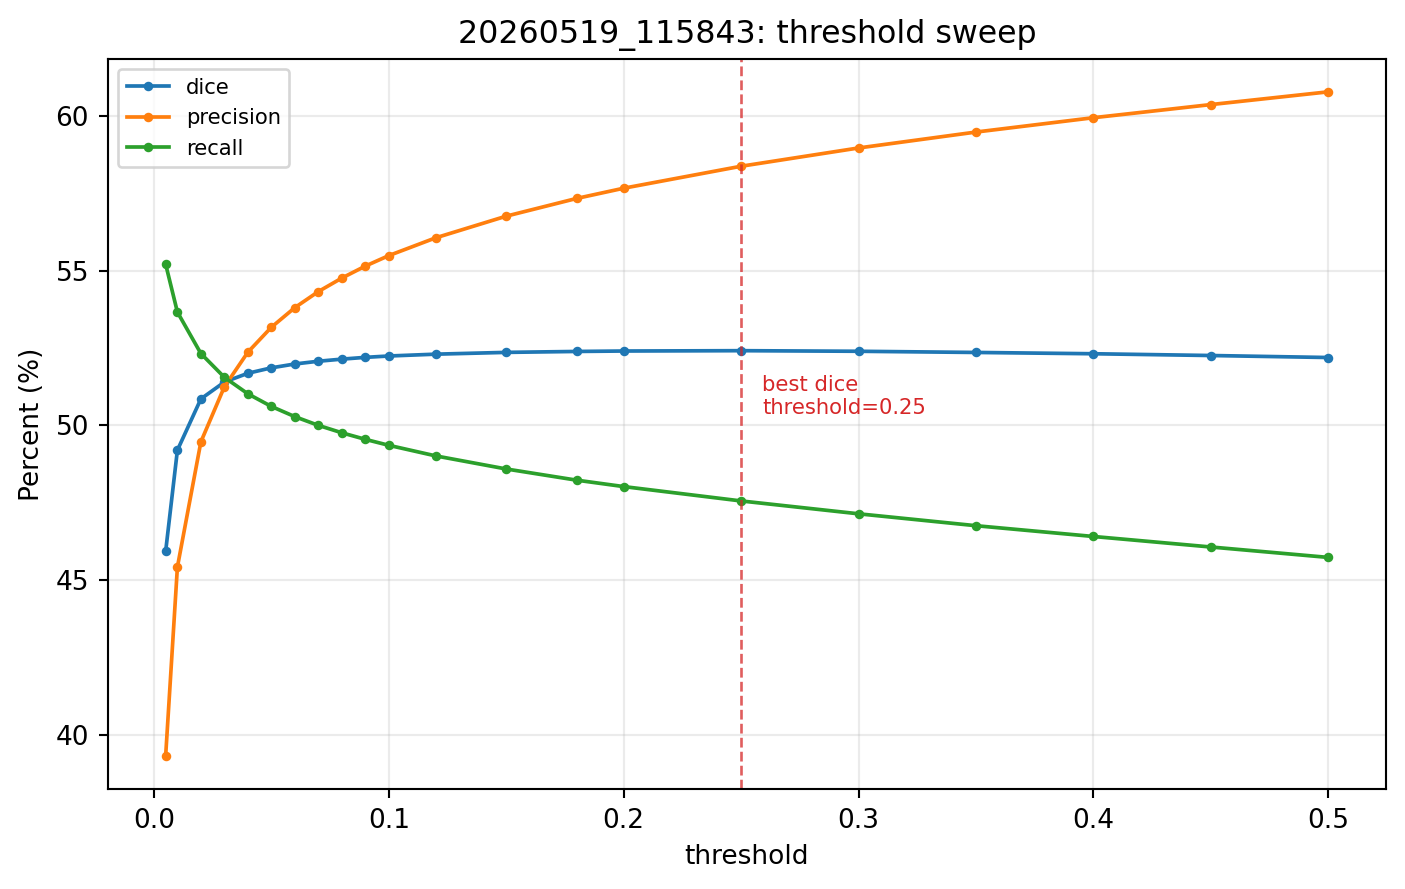 20260519_115843: threshold sweep
dice
precision
recall
Percent (%)
60
55
50
45
40
best dice
threshold=0.25
0.0 0.1 0.2 0.3 0.4 0.5
threshold